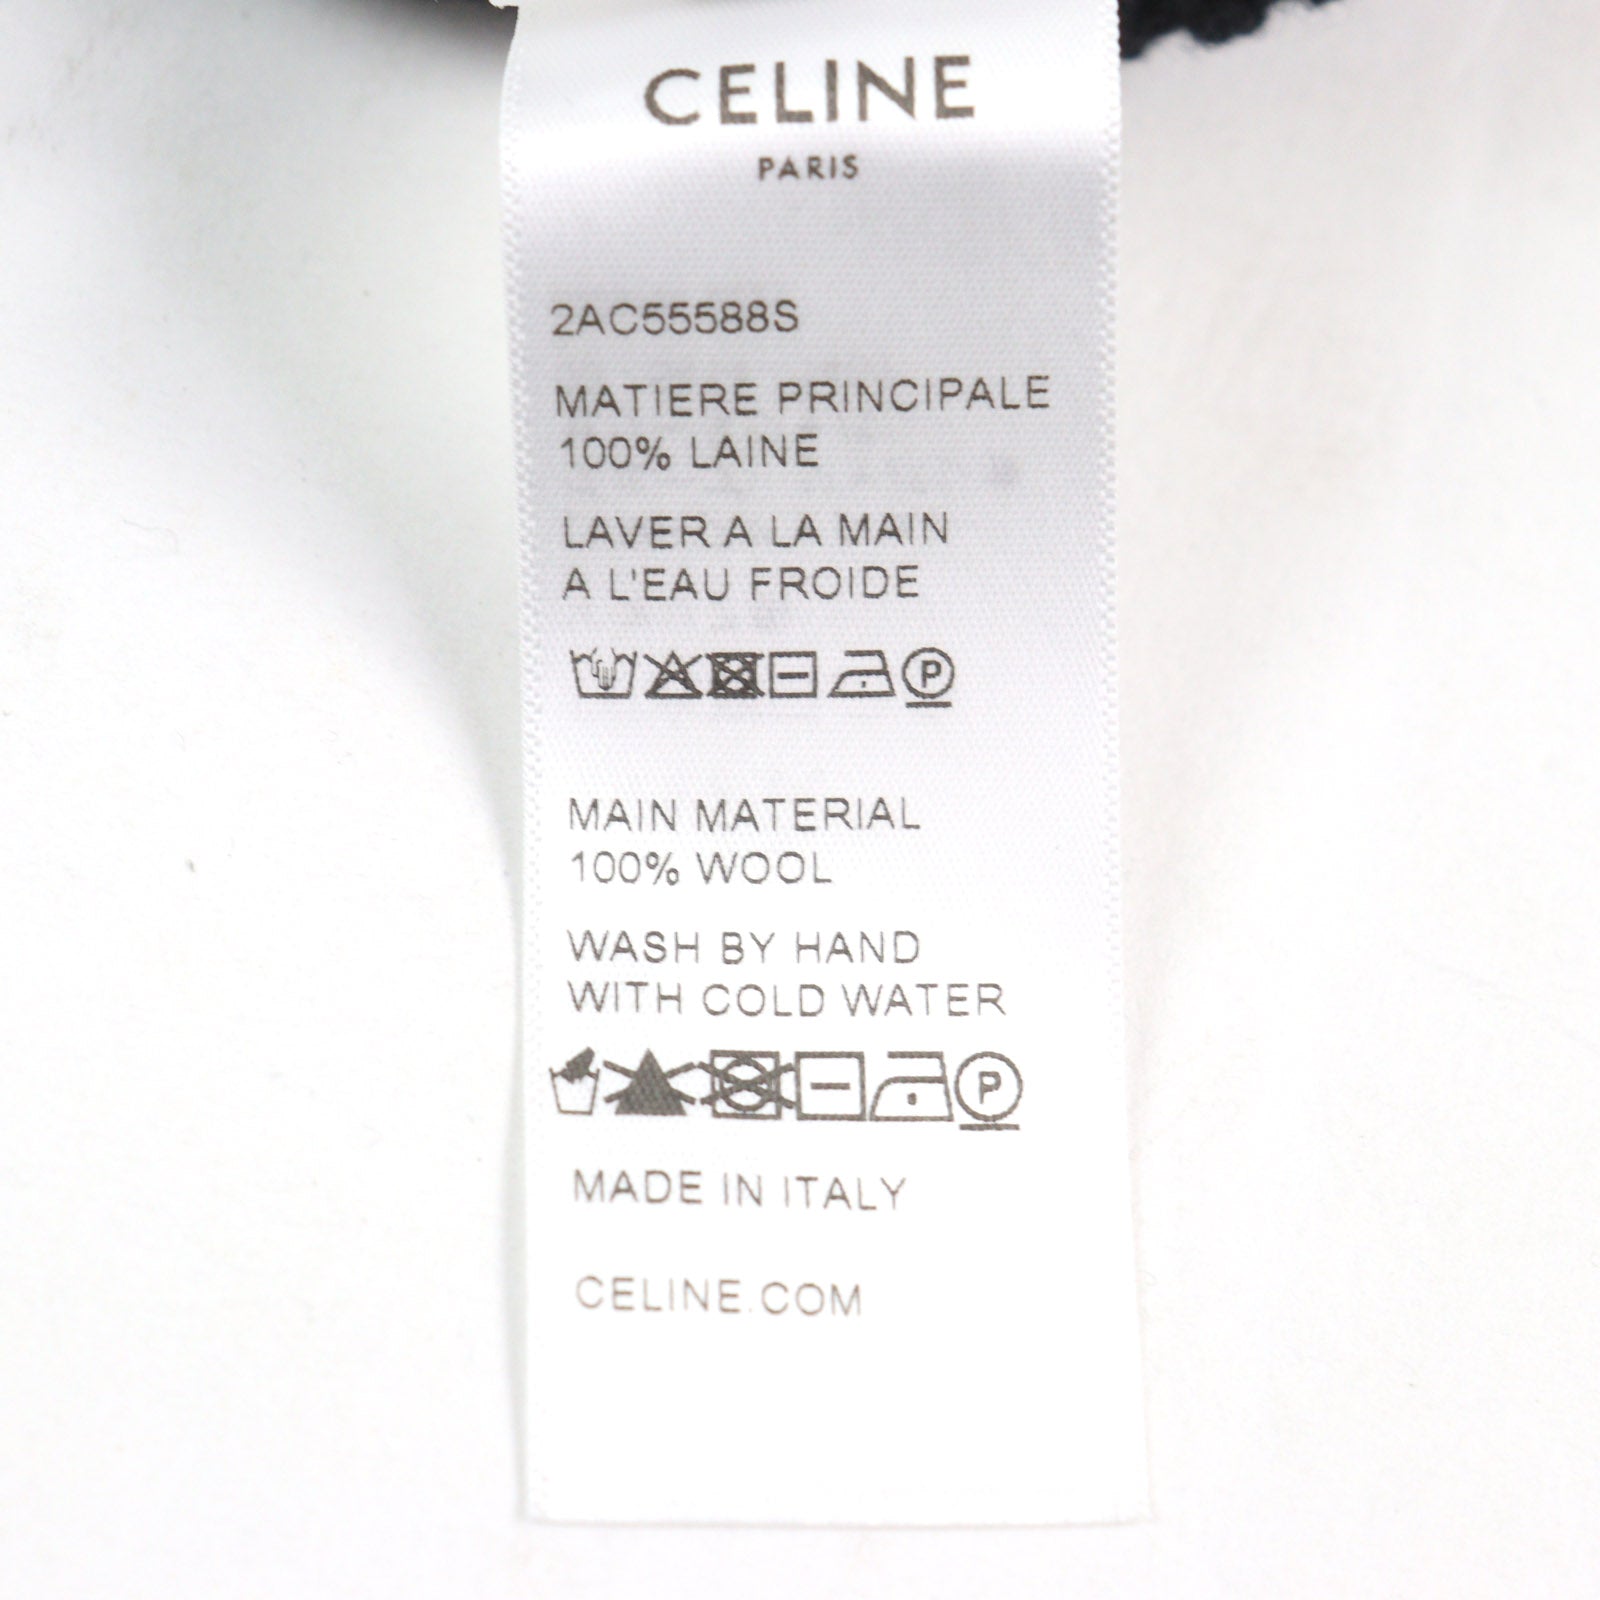 CELINE
PARIS
2AC55588S
MATIERE PRINCIPALE
100% LAINE
LAVER A LA MAIN
A L'EAU FROIDE
P
MAIN MATERIAL
100% WOOL
WASH BY HAND
WITH COLD WATER
P
MADE IN ITALY
CELINE.COM